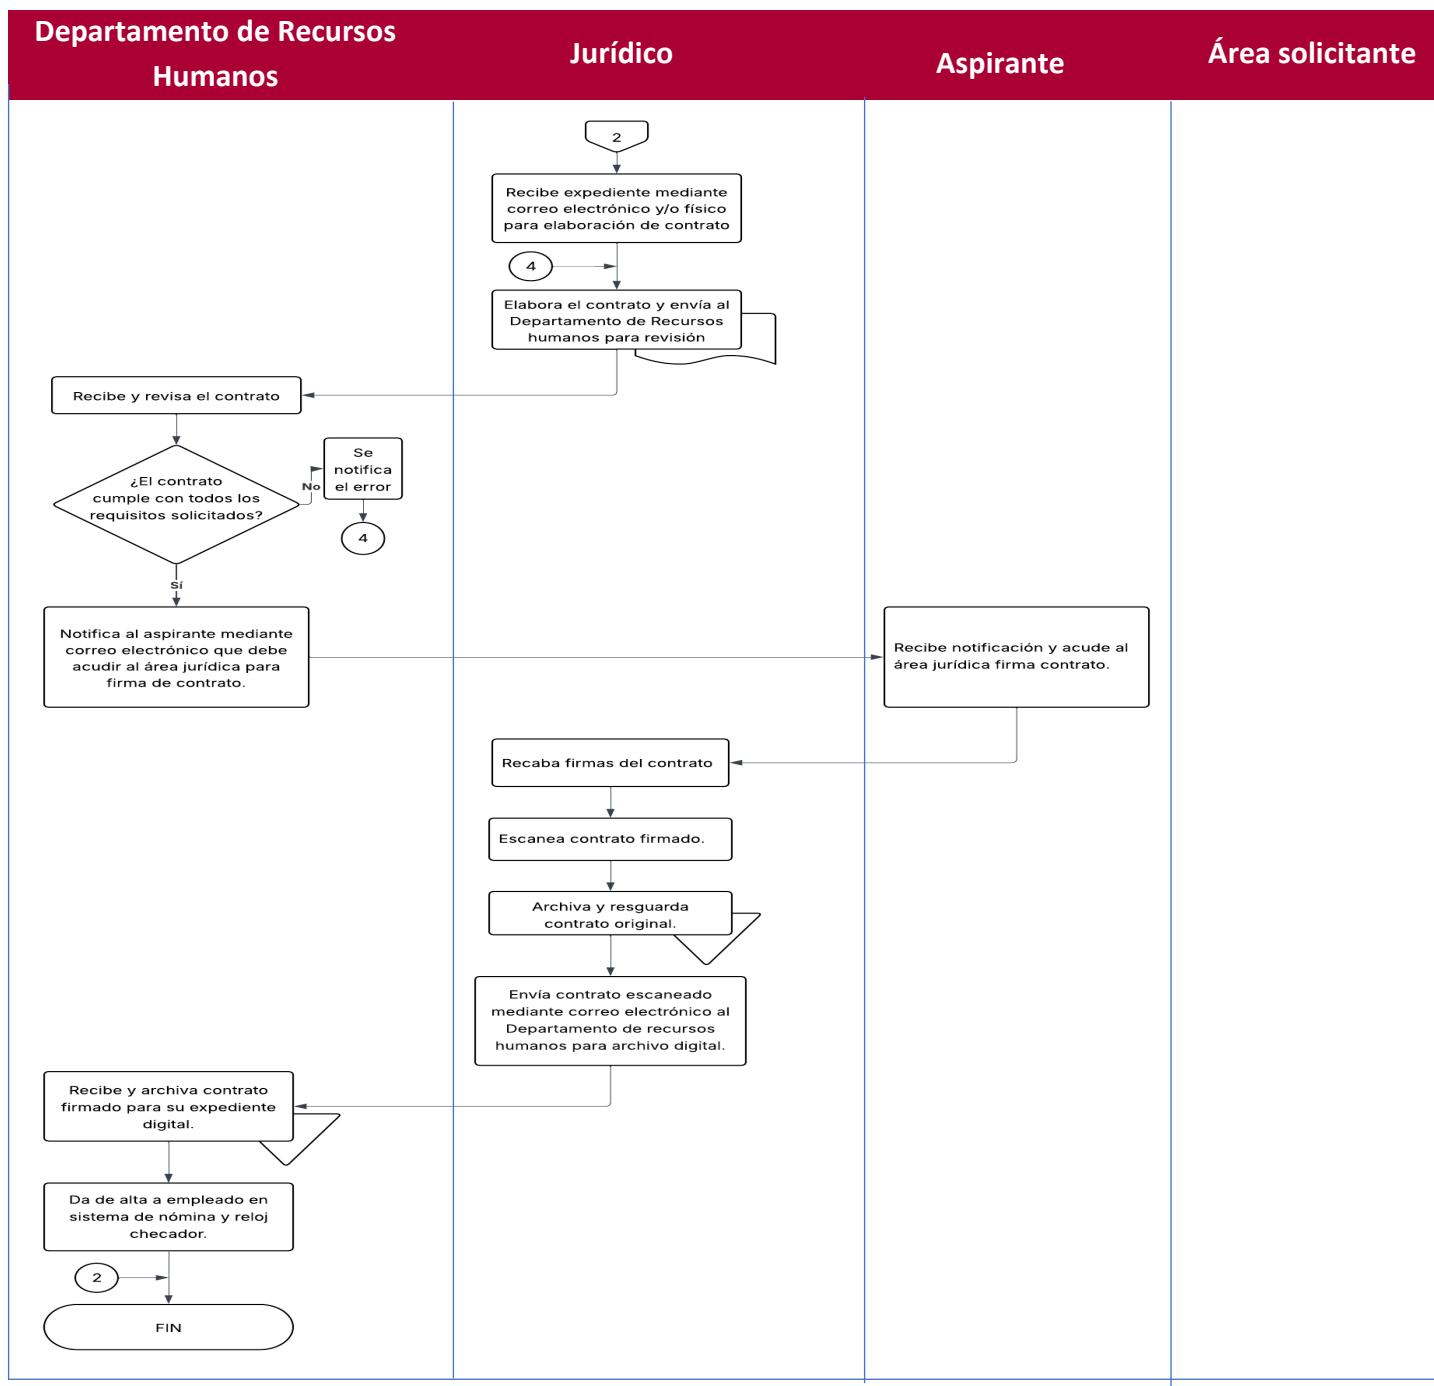 Departamento de Recursos
Humanos
Jurídico
Aspirante
Área solicitante
2
Recibe expediente mediante
correo electrónico y/o físico
para elaboración de contrato
4
Elabora el contrato y envía al
Departamento de Recursos
humanos para revisión
Recibe y revisa el contrato
¿El contrato
cumple con todos los
requisitos solicitados?
No
Se
notifica
el error
4
Sí
Notifica al aspirante mediante
correo electrónico que debe
acudir al área jurídica para
firma de contrato.
Recibe notificación y acude al
área jurídica firma contrato.
Recaba firmas del contrato
Escanea contrato firmado.
Archiva y resguarda
contrato original.
Envía contrato escaneado
mediante correo electrónico al
Departamento de recursos
humanos para archivo digital.
Recibe y archiva contrato
firmado para su expediente
digital.
Da de alta a empleado en
sistema de nómina y reloj
checador.
2
FIN